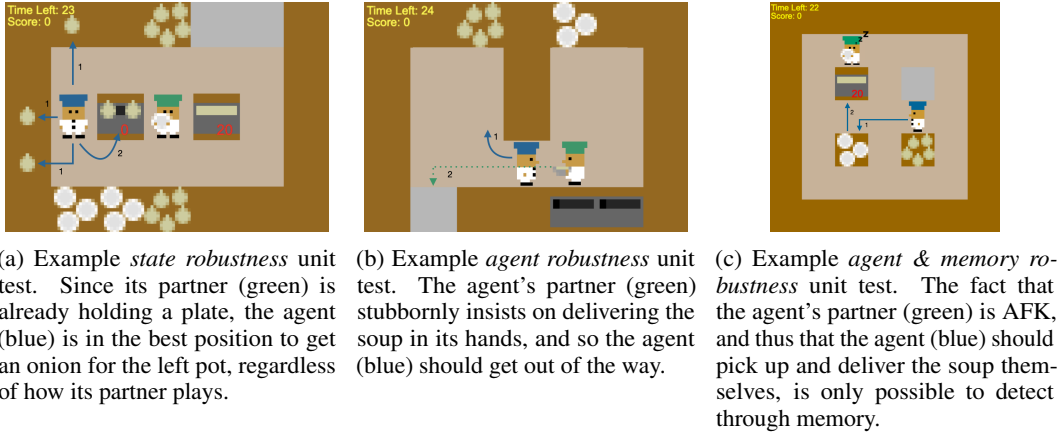 Time Left: 23
Score: 0
1
1
1
2
20
Time Left: 24
Score: 0
1
2
Time Left: 22
Score: 0
z
20
2
1
(a) Example state robustness unit
test. Since its partner (green) is
already holding a plate, the agent
(blue) is in the best position to get
an onion for the left pot, regardless
of how its partner plays.
(b) Example agent robustness unit
test. The agent's partner (green)
stubbornly insists on delivering the
soup in its hands, and so the agent
(blue) should get out of the way.
(c) Example agent & memory ro-
bustness unit test. The fact that
the agent's partner (green) is AFK,
and thus that the agent (blue) should
pick up and deliver the soup them-
selves, is only possible to detect
through memory.